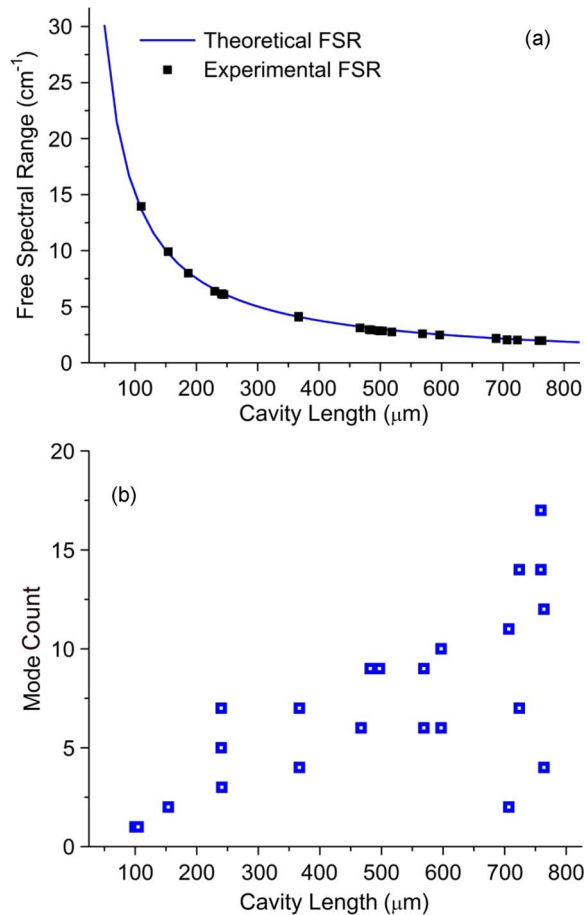 (a)
Theoretical FSR
Experimental FSR
Free Spectral Range (cm⁻¹)
30
25
20
15
10
5
0
100 200 300 400 500 600 700 800
Cavity Length (μm)
(b)
Mode Count
20
15
10
5
0
100 200 300 400 500 600 700 800
Cavity Length (μm)